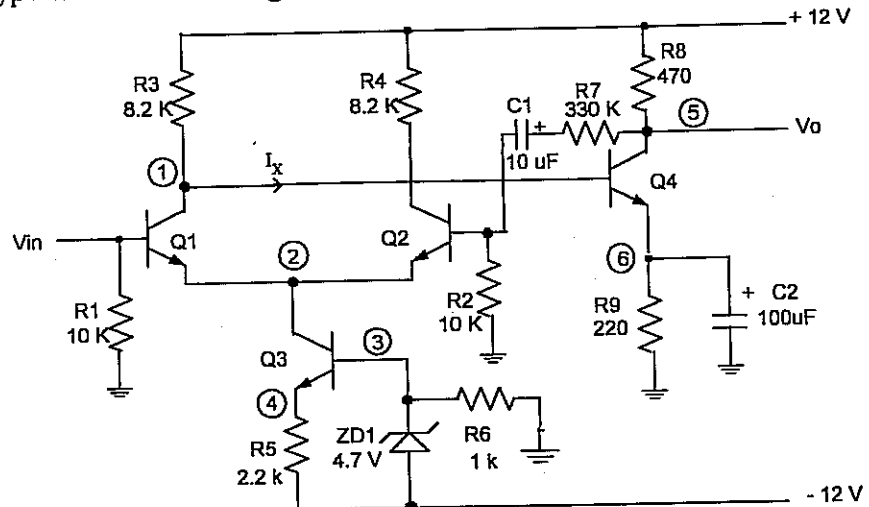 + 12 V
R3
8.2 K
R4
8.2 K
C1
+
10 uF
R7
330 K
R8
470
5
Vo
1
I_X
Q4
Vin
Q1
Q2
2
6
R1
10 K
R2
10 K
R9
220
+ C2
100uF
Q3
3
4
R5
2.2 k
ZD1
4.7 V
R6
1 k
- 12 V